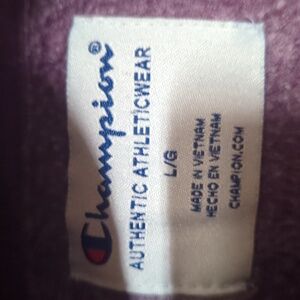 Champion®
AUTHENTIC ATHLETICWEAR
L/G
MADE IN VIETNAM
HECHO EN VIETNAM
CHAMPION.COM